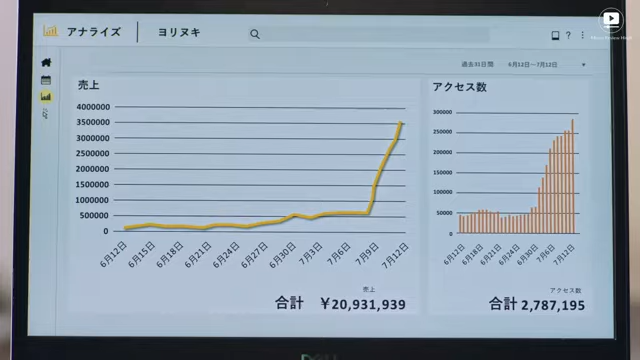 アナライズ
ヨリヌキ
?
過去31日間 6月12日~7月12日
売上
4000000
3500000
3000000
2500000
2000000
1500000
1000000
500000
0
6月12日 6月15日 6月18日 6月21日 6月24日 6月27日 6月30日 7月3日 7月6日 7月9日 7月12日
売上
合計 ¥20,931,939
アクセス数
300000
250000
200000
150000
100000
50000
0
6月12日 6月18日 6月21日 6月24日 6月30日 7月6日 7月12日
アクセス数
合計 2,787,195
DELL